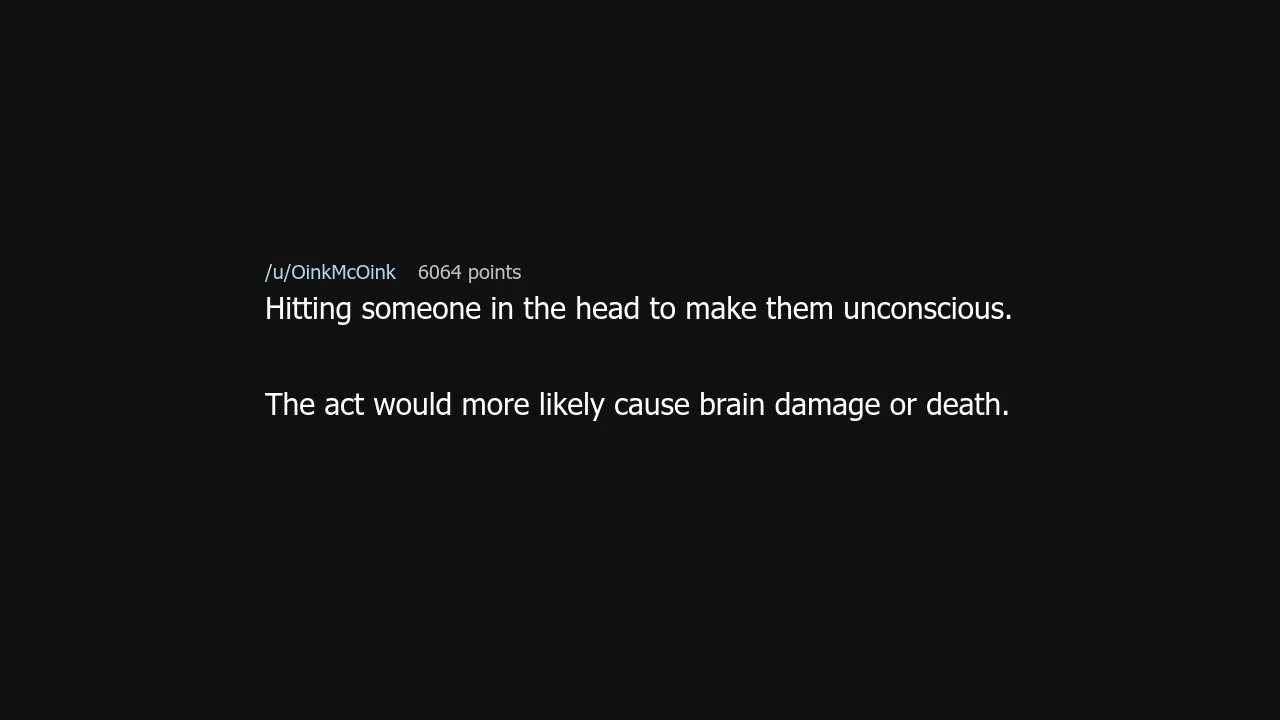 /u/OinkMcOink 6064 points
Hitting someone in the head to make them unconscious.
The act would more likely cause brain damage or death.